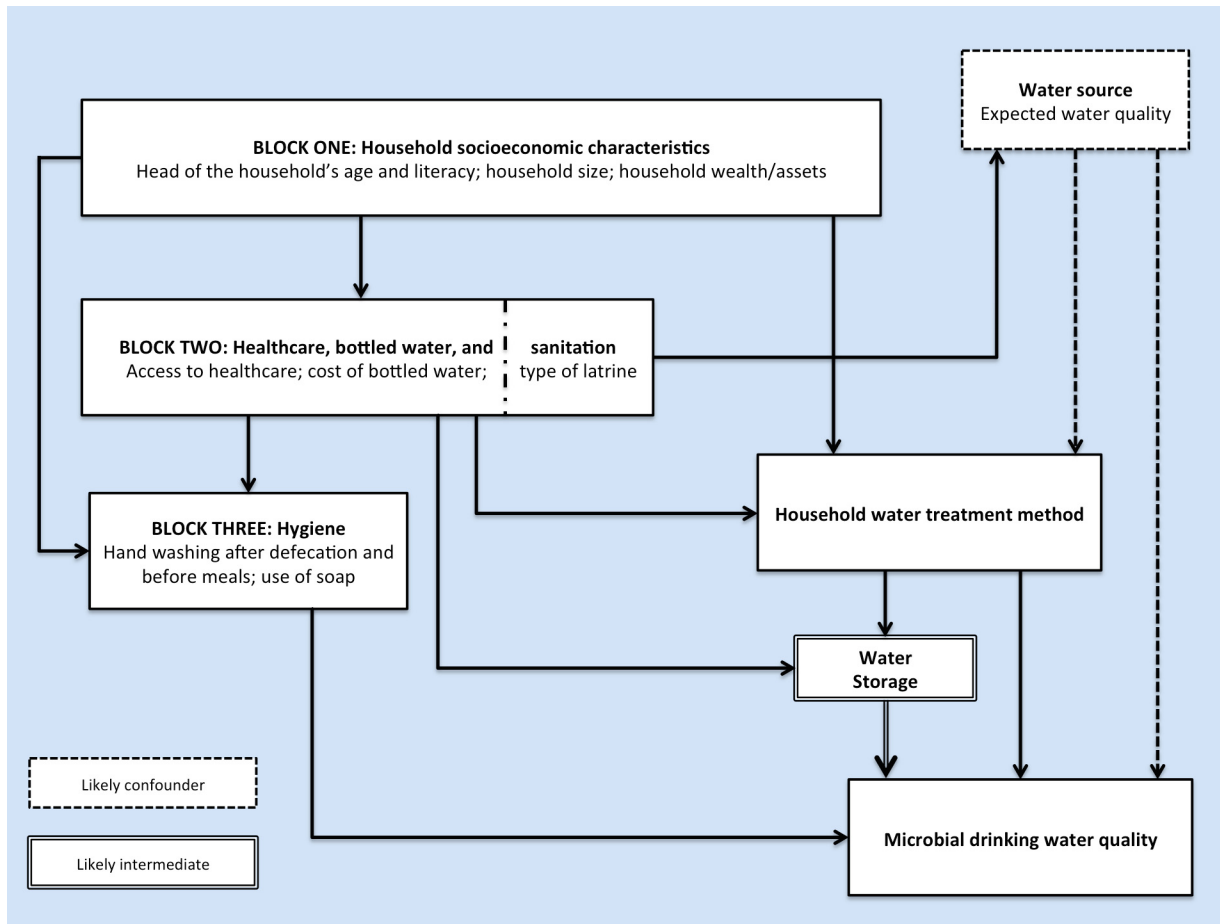 Water source
Expected water quality
BLOCK ONE: Household socioeconomic characteristics
Head of the household’s age and literacy; household size; household wealth/assets
BLOCK TWO: Healthcare, bottled water, and sanitation
Access to healthcare; cost of bottled water; type of latrine
BLOCK THREE: Hygiene
Hand washing after defecation and
before meals; use of soap
Household water treatment method
Water
Storage
Microbial drinking water quality
Likely confounder
Likely intermediate